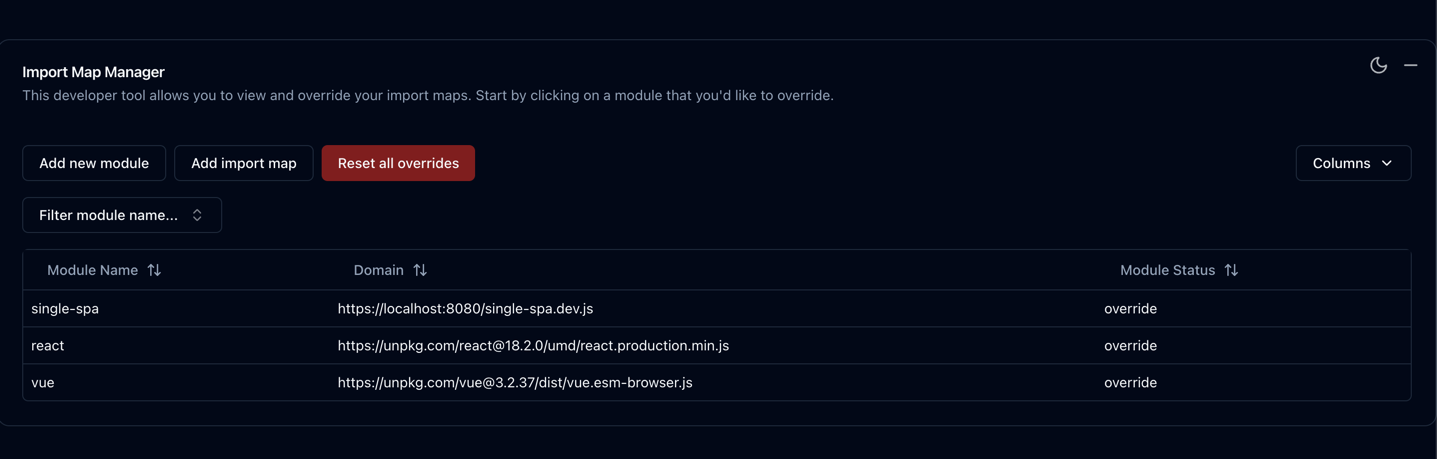 Import Map Manager
This developer tool allows you to view and override your import maps. Start by clicking on a module that you'd like to override.
Add new module Add import map Reset all overrides Columns
Filter module name...
Module Name Domain Module Status
single-spa https://localhost:8080/single-spa.dev.js override
react https://unpkg.com/react@18.2.0/umd/react.production.min.js override
vue https://unpkg.com/vue@3.2.37/dist/vue.esm-browser.js override